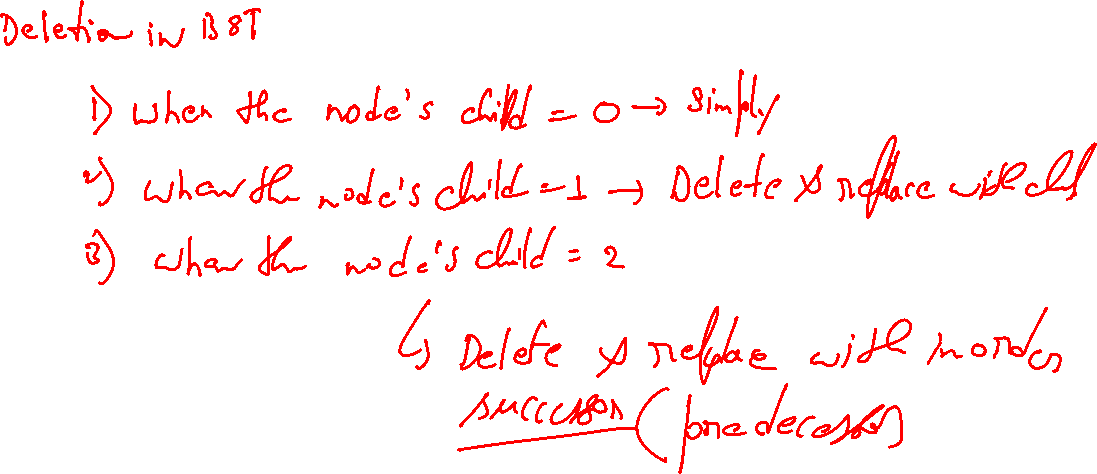 Deletion in BST
1) when the node's child = 0 → simply
2) when the node's child = 1 → Delete & replace with child
3) when the node's child = 2
↳ Delete & replace with inorder
successor (predecessor